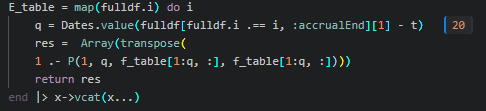 E_table = map(fulldf.i) do i
    q = Dates.value(fulldf[fulldf.i .== i, :accrualEnd][1] - t) 20
    res =  Array(transpose(
    1 .- P(1, q, f_table[1:q, :], f_table[1:q, :])))
    return res
end |> x->vcat(x...)